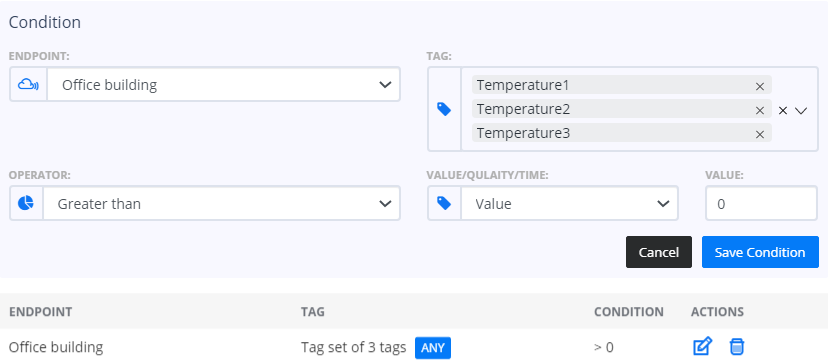 Condition
ENDPOINT:
Office building
TAG:
Temperature1 ×
Temperature2 ×
Temperature3 ×
×
OPERATOR:
Greater than
VALUE/QULAITY/TIME:
Value
VALUE:
0
Cancel Save Condition
ENDPOINT TAG CONDITION ACTIONS
Office building Tag set of 3 tags ANY > 0